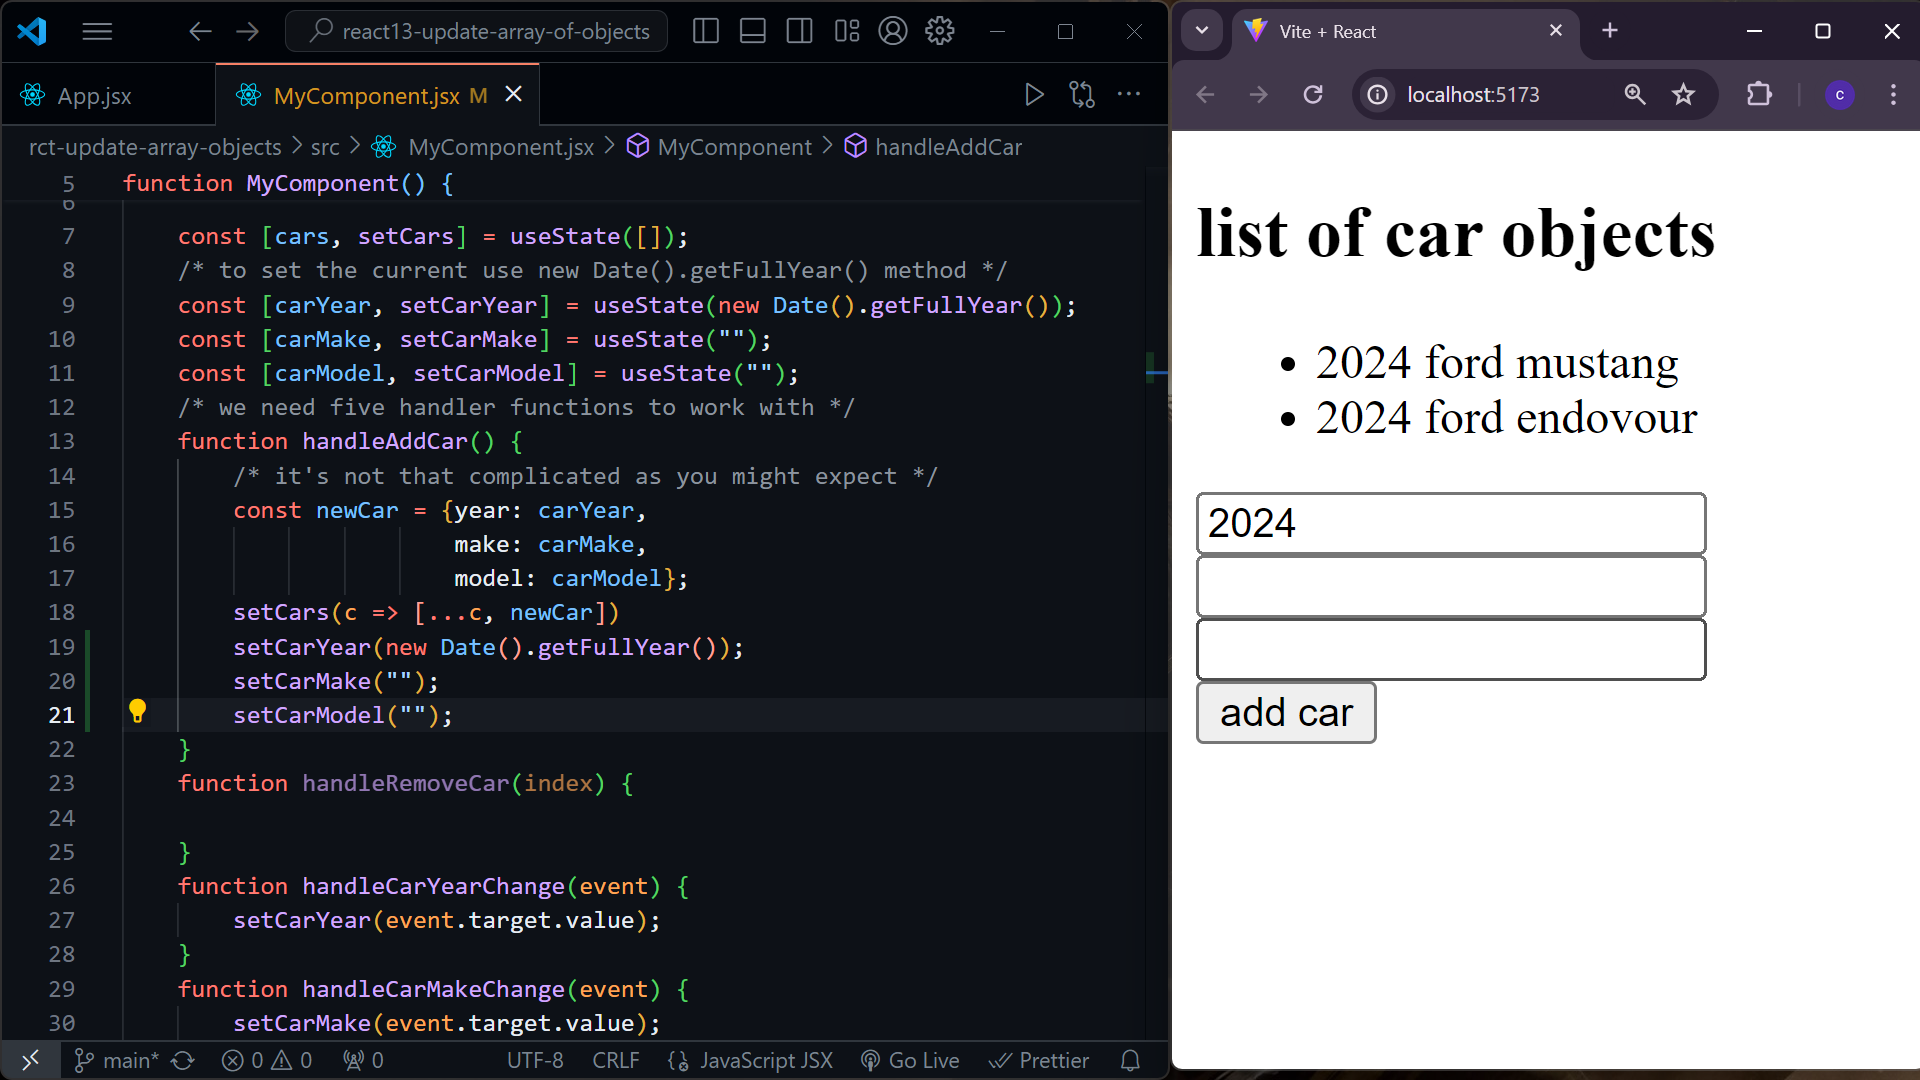 react13-update-array-of-objects
App.jsx
MyComponent.jsx M
rct-update-array-objects > src > MyComponent.jsx > MyComponent > handleAddCar
5 function MyComponent() {
6
7 const [cars, setCars] = useState([]);
8 /* to set the current use new Date().getFullYear() method */
9 const [carYear, setCarYear] = useState(new Date().getFullYear());
10 const [carMake, setCarMake] = useState("");
11 const [carModel, setCarModel] = useState("");
12 /* we need five handler functions to work with */
13 function handleAddCar() {
14 /* it's not that complicated as you might expect */
15 const newCar = {year: carYear,
16 make: carMake,
17 model: carModel};
18 setCars(c => [...c, newCar])
19 setCarYear(new Date().getFullYear());
20 setCarMake("");
21 setCarModel("");
22 }
23 function handleRemoveCar(index) {
24
25 }
26 function handleCarYearChange(event) {
27 setCarYear(event.target.value);
28 }
29 function handleCarMakeChange(event) {
30 setCarMake(event.target.value);
main* 0 0 0 UTF-8 CRLF JavaScript JSX Go Live Prettier
Vite + React
localhost:5173
c
list of car objects
• 2024 ford mustang
• 2024 ford endovour
2024
add car